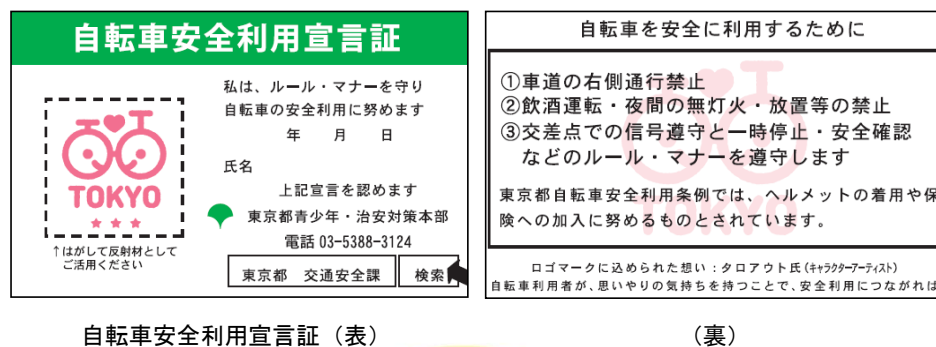 自転車安全利用宣言証
私は、ルール・マナーを守り
自転車の安全利用に努めます
年 月 日
氏名
上記宣言を認めます
東京都青少年・治安対策本部
電話 03-5388-3124
東京都 交通安全課 検索
TOKYO
↑はがして反射材として
ご活用ください
自転車安全利用宣言証（表）
自転車を安全に利用するために
①車道の右側通行禁止
②飲酒運転・夜間の無灯火・放置等の禁止
③交差点での信号遵守と一時停止・安全確認
などのルール・マナーを遵守します
東京都自転車安全利用条例では、ヘルメットの着用や保
険への加入に努めるものとされています。
TOKYO
ロゴマークに込められた想い：タロアウト氏（ｷｬﾗｸﾀｰｱｰﾃｨｽﾄ）
自転車利用者が、思いやりの気持ちを持つことで、安全利用につながれば
（裏）